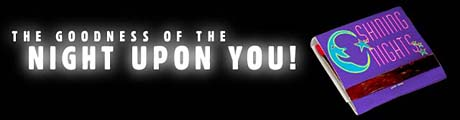 THE GOODNESS OF THE
NIGHT UPON YOU!
SHINING
NIGHTS